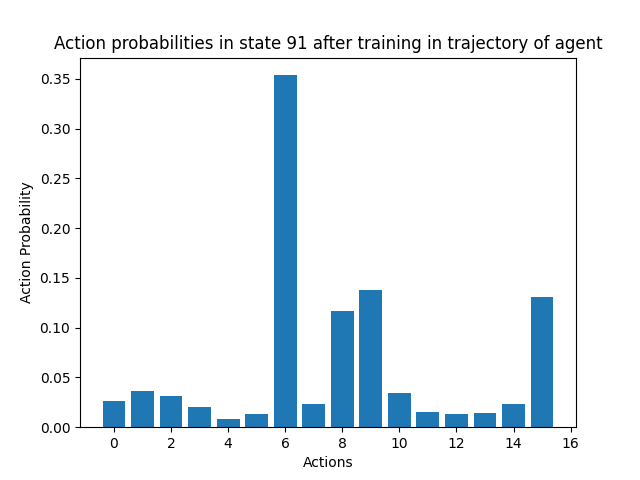 Action probabilities in state 91 after training in trajectory of agent
0.35
0.30
0.25
0.20
0.15
0.10
0.05
0.00
Action Probability
0 2 4 6 8 10 12 14 16
Actions